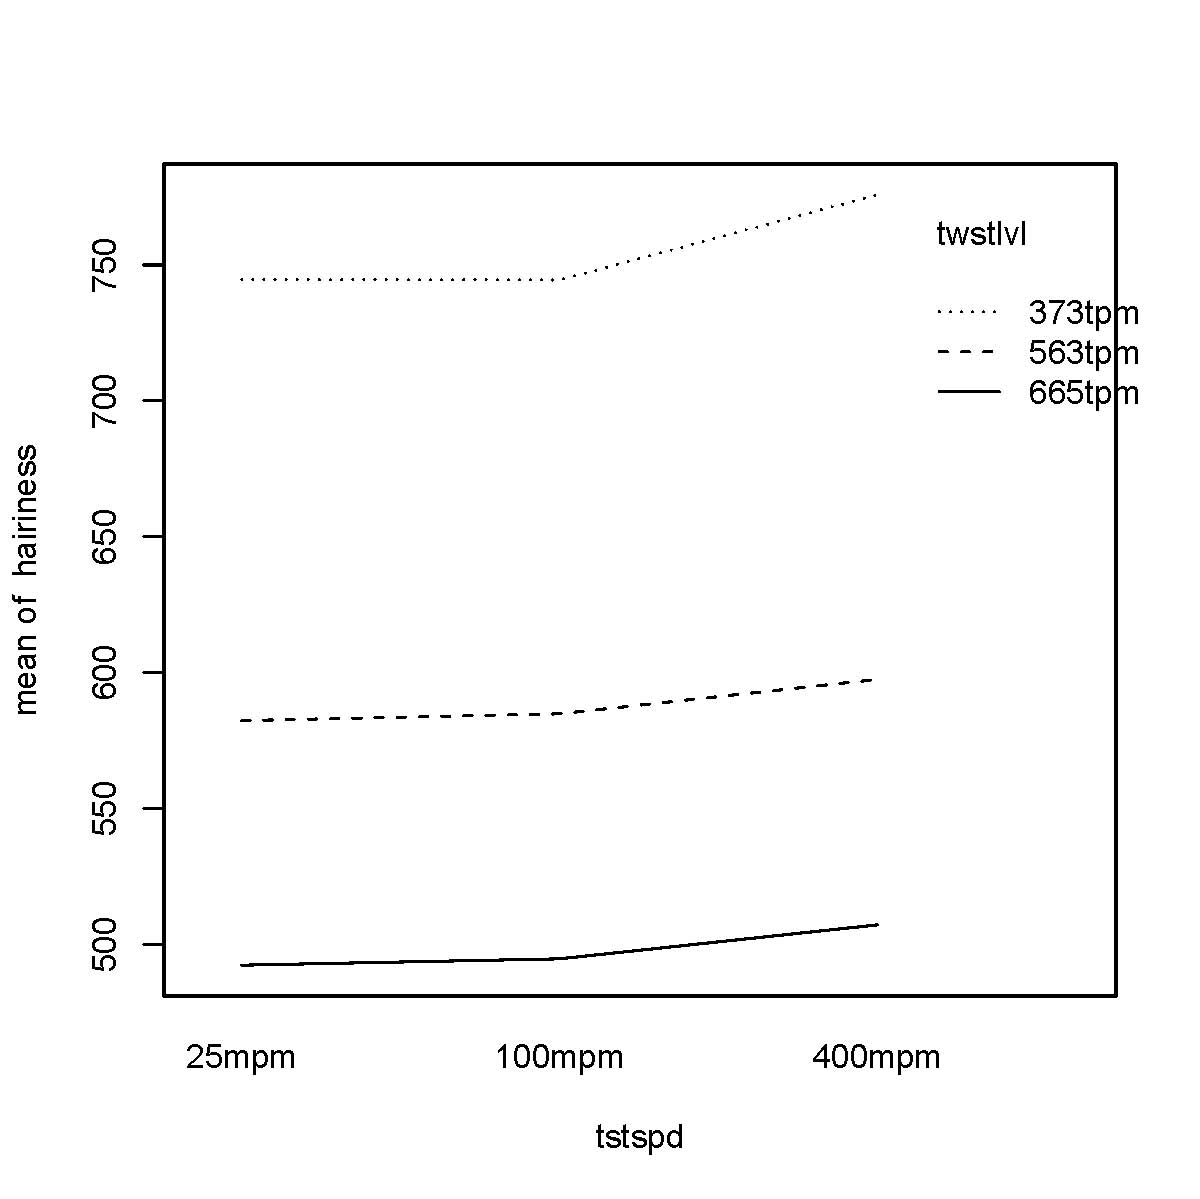 twstlvl
373tpm
563tpm
665tpm
mean of hairiness
750
700
650
600
550
500
25mpm 100mpm 400mpm
tstspd